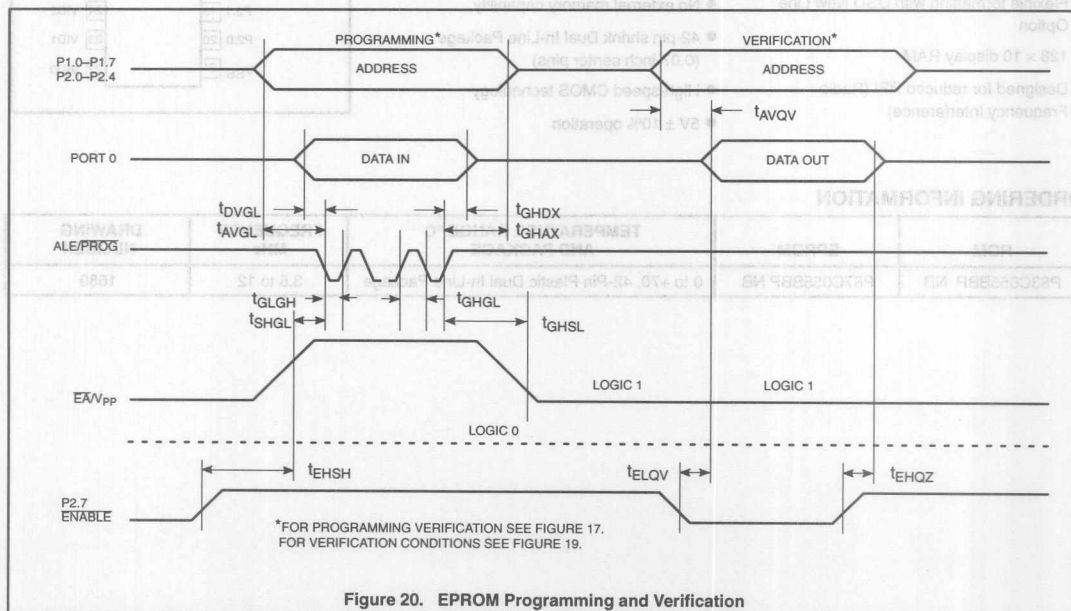 PROGRAMMING*
VERIFICATION*
P1.0–P1.7
P2.0–P2.4
ADDRESS
ADDRESS
tAVQV
PORT 0
DATA IN
DATA OUT
tDVGL
tGHDX
tAVGL
tGHAX
ALE/PROG
tGLGH
tGHGL
tSHGL
tGHSL
LOGIC 1
LOGIC 1
EA/VPP
LOGIC 0
tEHSH
tELQV
tEHQZ
P2.7
ENABLE
*FOR PROGRAMMING VERIFICATION SEE FIGURE 17.
FOR VERIFICATION CONDITIONS SEE FIGURE 19.
Figure 20. EPROM Programming and Verification